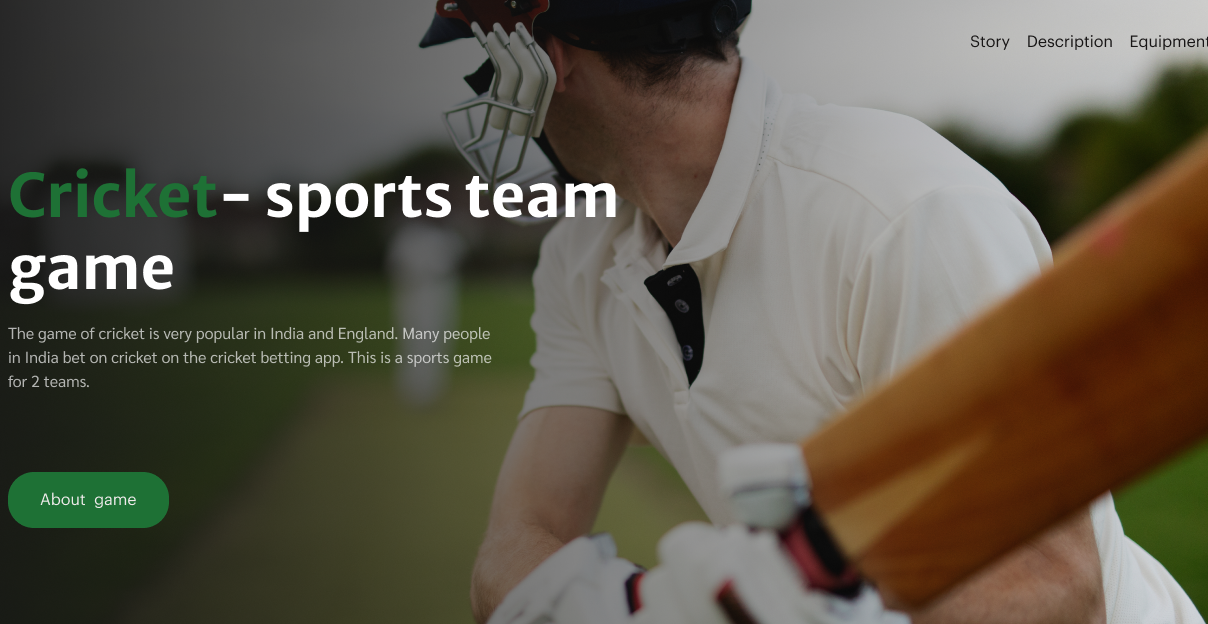 Story Description Equipment
Cricket- sports team
game
The game of cricket is very popular in India and England. Many people
in India bet on cricket on the cricket betting app. This is a sports game
for 2 teams.
About game